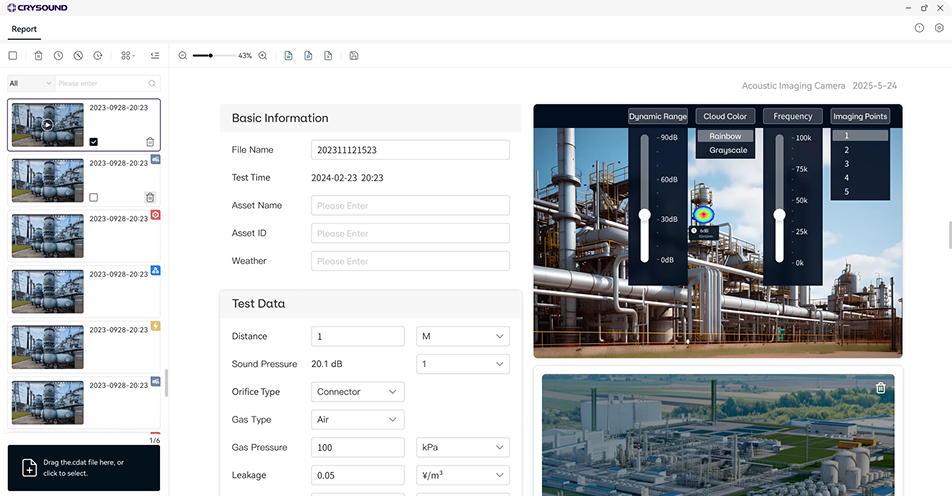 CRYSOUND
Report
43%
All
Please enter
2023-0928-20:23
2023-0928-20:23
2023-0928-20:23
2023-0928-20:23
2023-0928-20:23
2023-0928-20:23
1/6
Drag the.cdat file here, or
click to select.
Acoustic Imaging Camera 2025-5-24
Basic Information
File Name 202311121523
Test Time 2024-02-23 20:23
Asset Name Please Enter
Asset ID Please Enter
Weather Please Enter
Test Data
Distance 1 M
Sound Pressure 20.1 dB 1
Orifice Type Connector
Gas Type Air
Gas Pressure 100 kPa
Leakage 0.05 ¥/m³
Dynamic Range Cloud Color Frequency Imaging Points
90dB
60dB
30dB
0dB
Rainbow
Grayscale
100k
75k
50k
25k
0k
1
2
3
4
5
6dB